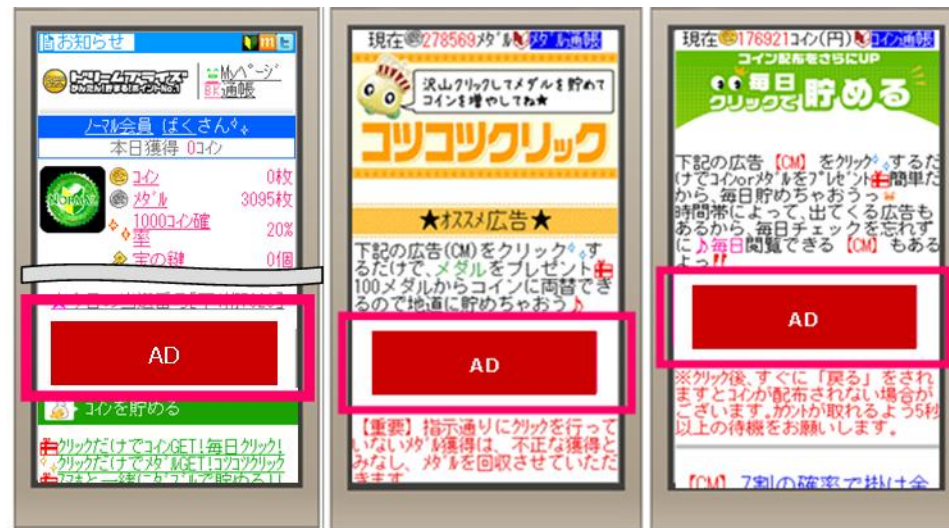 お知らせ
ドリームプライズ
Myページ
通帳
ノーマル会員 ぱくさん
本日獲得 0コイン
NORMAL
コイン 0枚
メダル 3095枚
1000コイン確率 20%
宝の鍵 0個
AD
コインを貯める
クリックだけでコインGET!毎日クリック!
クリックだけでメダルGET!コツコツクリック
現在278569メダル メダル通帳
沢山クリックしてメダルを貯めて
コインを増やしてね★
コツコツクリック
★オススメ広告★
下記の広告(CM)をクリック す
るだけで、メダルをプレゼント
100メダルからコインに両替でき
るので地道に貯めちゃおう♪
AD
【重要】指示通りにクリックを行って
いないメダル獲得は、不正な獲得と
みなし、メダルを回収させていただ
きます
現在176921コイン(円) コイン通帳
コイン配布をさらにUP
毎日
クリックで貯める
下記の広告【CM】をクリック するだ
けでコインorメダルをプレゼント 簡単だ
から、毎日貯めちゃおうっ
時間帯によって、出てくる広告も
あるから、毎日チェックを忘れず
に♪毎日閲覧できる【CM】もある
よっ!!
AD
※クリック後、すぐに「戻る」をされ
ますとコインが配布されない場合が
ございます。カウントが取れるよう5秒
以上の待機をお願いします。
【CM】7割の確率で掛け金